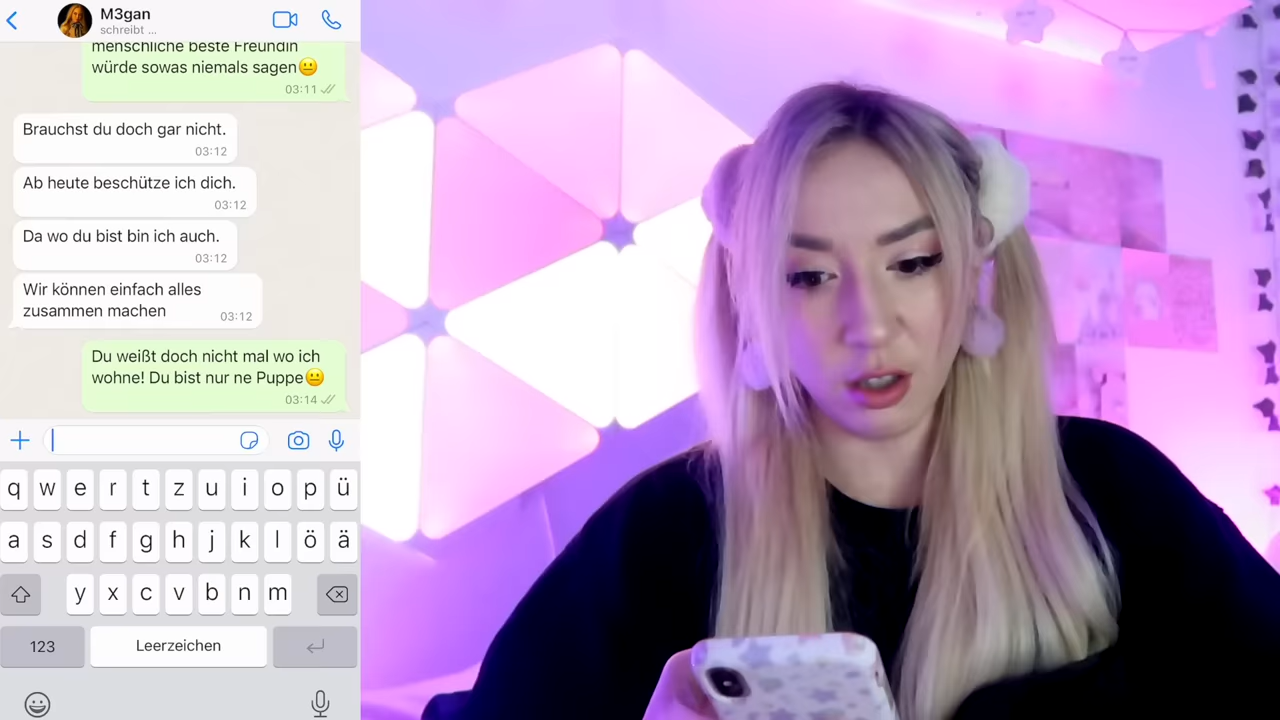 M3gan
schreibt ...
menschliche beste Freundin
würde sowas niemals sagen😐
03:11
Brauchst du doch gar nicht.
03:12
Ab heute beschütze ich dich.
03:12
Da wo du bist bin ich auch.
03:12
Wir können einfach alles
zusammen machen
03:12
Du weißt doch nicht mal wo ich
wohne! Du bist nur ne Puppe😐
03:14
q w e r t z u i o p ü
a s d f g h j k l ö ä
y x c v b n m
123 Leerzeichen